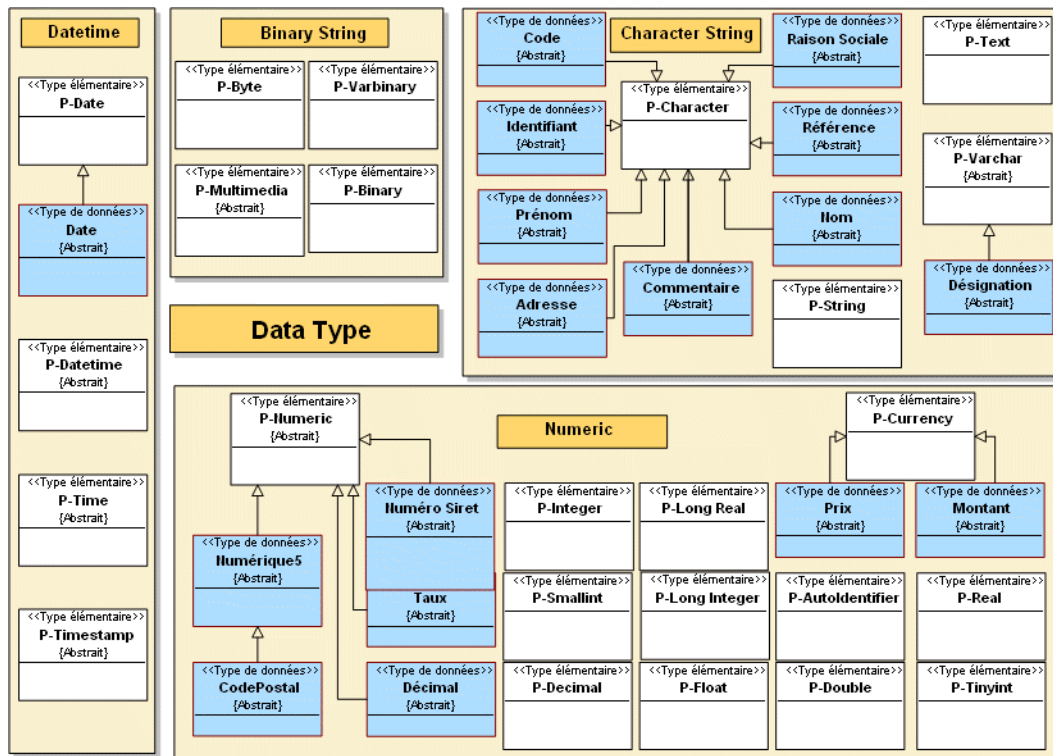 Datetime
<<Type élémentaire>>
P-Date
<<Type de données>>
Date
{Abstrait}
<<Type élémentaire>>
P-Datetime
{Abstrait}
<<Type élémentaire>>
P-Time
{Abstrait}
<<Type élémentaire>>
P-Timestamp
{Abstrait}
Binary String
<<Type élémentaire>>
P-Byte
<<Type élémentaire>>
P-Varbinary
<<Type élémentaire>>
P-Multimedia
{Abstrait}
<<Type élémentaire>>
P-Binary
Data Type
Character String
<<Type de données>>
Code
{Abstrait}
<<Type de données>>
Raison Sociale
{Abstrait}
<<Type élémentaire>>
P-Text
<<Type élémentaire>>
P-Character
<<Type de données>>
Identifiant
{Abstrait}
<<Type de données>>
Référence
{Abstrait}
<<Type élémentaire>>
P-Varchar
{Abstrait}
<<Type de données>>
Prénom
{Abstrait}
<<Type de données>>
Nom
{Abstrait}
<<Type de données>>
Adresse
{Abstrait}
<<Type de données>>
Commentaire
{Abstrait}
<<Type élémentaire>>
P-String
<<Type de données>>
Désignation
{Abstrait}
Numeric
<<Type élémentaire>>
P-Numeric
{Abstrait}
<<Type élémentaire>>
P-Currency
<<Type de données>>
Numéro Siret
{Abstrait}
<<Type élémentaire>>
P-Integer
<<Type élémentaire>>
P-Long Real
<<Type de données>>
Prix
{Abstrait}
<<Type de données>>
Montant
{Abstrait}
<<Type de données>>
Numérique5
{Abstrait}
Taux
{Abstrait}
<<Type élémentaire>>
P-Smallint
<<Type élémentaire>>
P-Long Integer
<<Type élémentaire>>
P-AutoIdentifier
<<Type élémentaire>>
P-Real
<<Type de données>>
CodePostal
{Abstrait}
<<Type de données>>
Décimal
{Abstrait}
<<Type élémentaire>>
P-Decimal
<<Type élémentaire>>
P-Float
<<Type élémentaire>>
P-Double
<<Type élémentaire>>
P-Tinyint